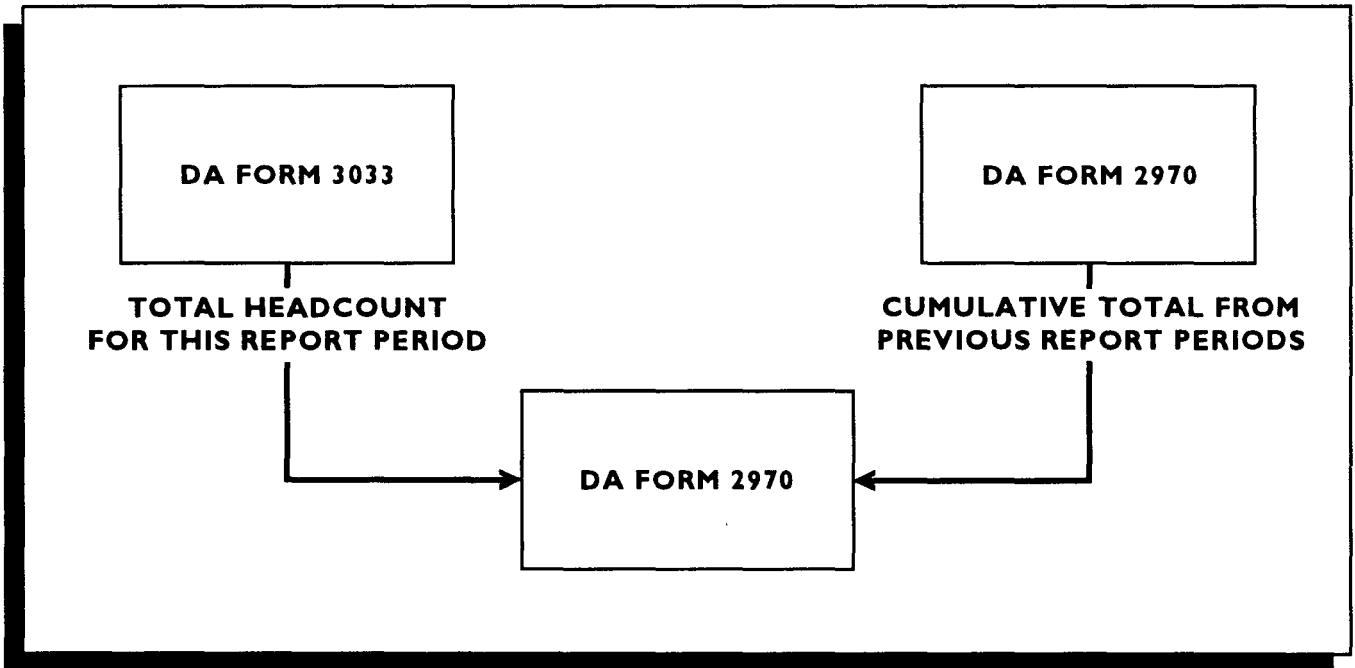 DA FORM 3033
DA FORM 2970
TOTAL HEADCOUNT
FOR THIS REPORT PERIOD
CUMULATIVE TOTAL FROM
PREVIOUS REPORT PERIODS
DA FORM 2970